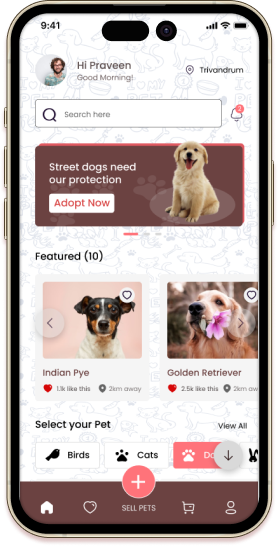 9:41
Hi Praveen
Good Morning!
Trivandrum
Search here
2
Street dogs need
our protection
Adopt Now
Featured (10)
Indian Pye
1.1k like this
2km away
Golden Retriever
2.5k like this
2km aw
Select your Pet
View All
Birds
Cats
SELL PETS